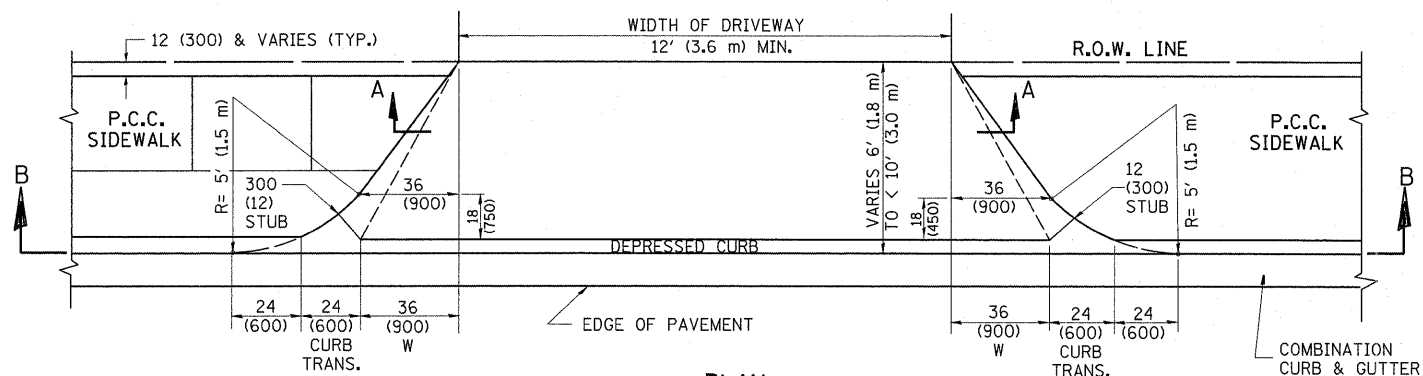 12 (300) & VARIES (TYP.)
WIDTH OF DRIVEWAY
12' (3.6 m) MIN.
R.O.W. LINE
A
A
P.C.C.
SIDEWALK
R= 5' (1.5 m)
300
(12)
STUB
36
(900)
18
(750)
VARIES 6' (1.8 m)
TO < 10' (3.0 m)
36
(900)
18
(450)
12
(300)
STUB
R= 5' (1.5 m)
P.C.C.
SIDEWALK
B
B
DEPRESSED CURB
24
(600)
24
(600)
CURB
TRANS.
36
(900)
W
EDGE OF PAVEMENT
36
(900)
W
24
(600)
CURB
TRANS.
24
(600)
COMBINATION
CURB & GUTTER
PLAN